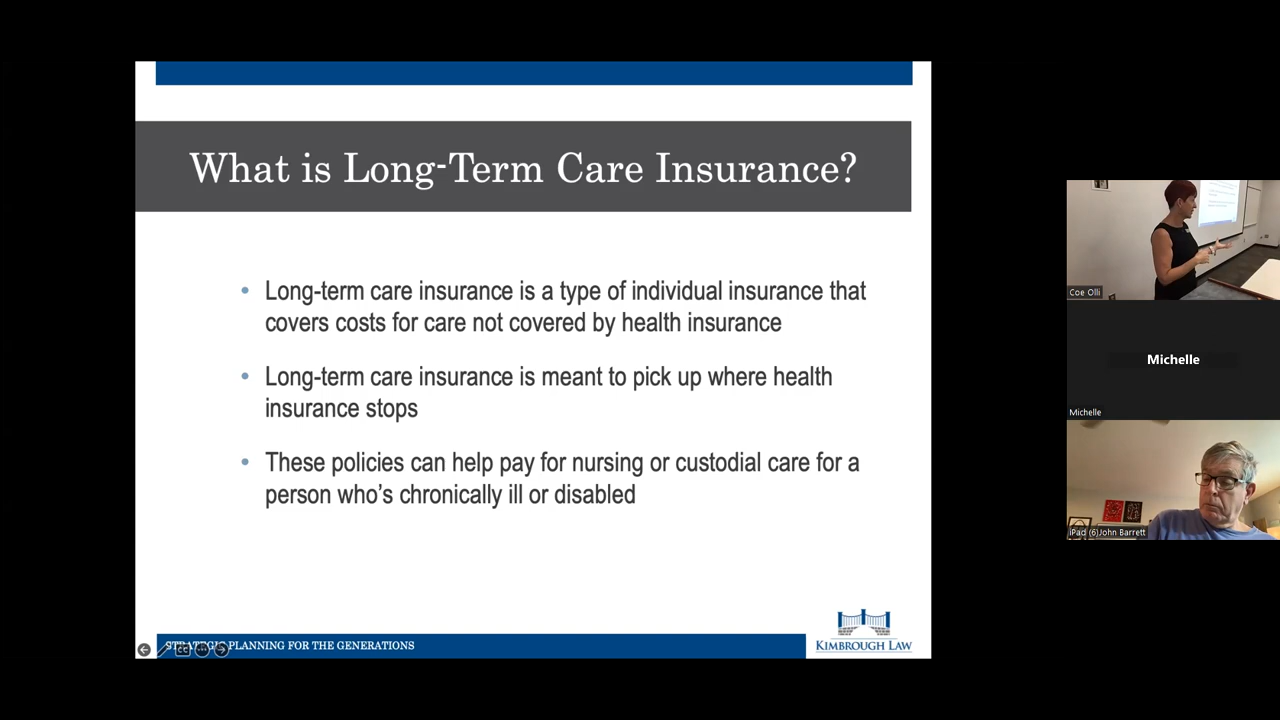 What is Long-Term Care Insurance?
• Long-term care insurance is a type of individual insurance that
covers costs for care not covered by health insurance
• Long-term care insurance is meant to pick up where health
insurance stops
• These policies can help pay for nursing or custodial care for a
person who’s chronically ill or disabled
STRATEGIC PLANNING FOR THE GENERATIONS
KIMBROUGH LAW
Coe Olli
Michelle
Michelle
iPad (6)John Barrett